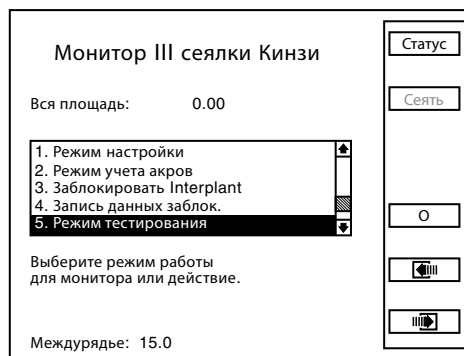 Монитор III сеялки Кинзи
Вся площадь: 0.00
1. Режим настройки
2. Режим учета акров
3. Заблокировать Interplant
4. Запись данных заблок.
5. Режим тестирования
Выберите режим работы
для монитора или действие.
Междурядье: 15.0
Статус
Сеять
О